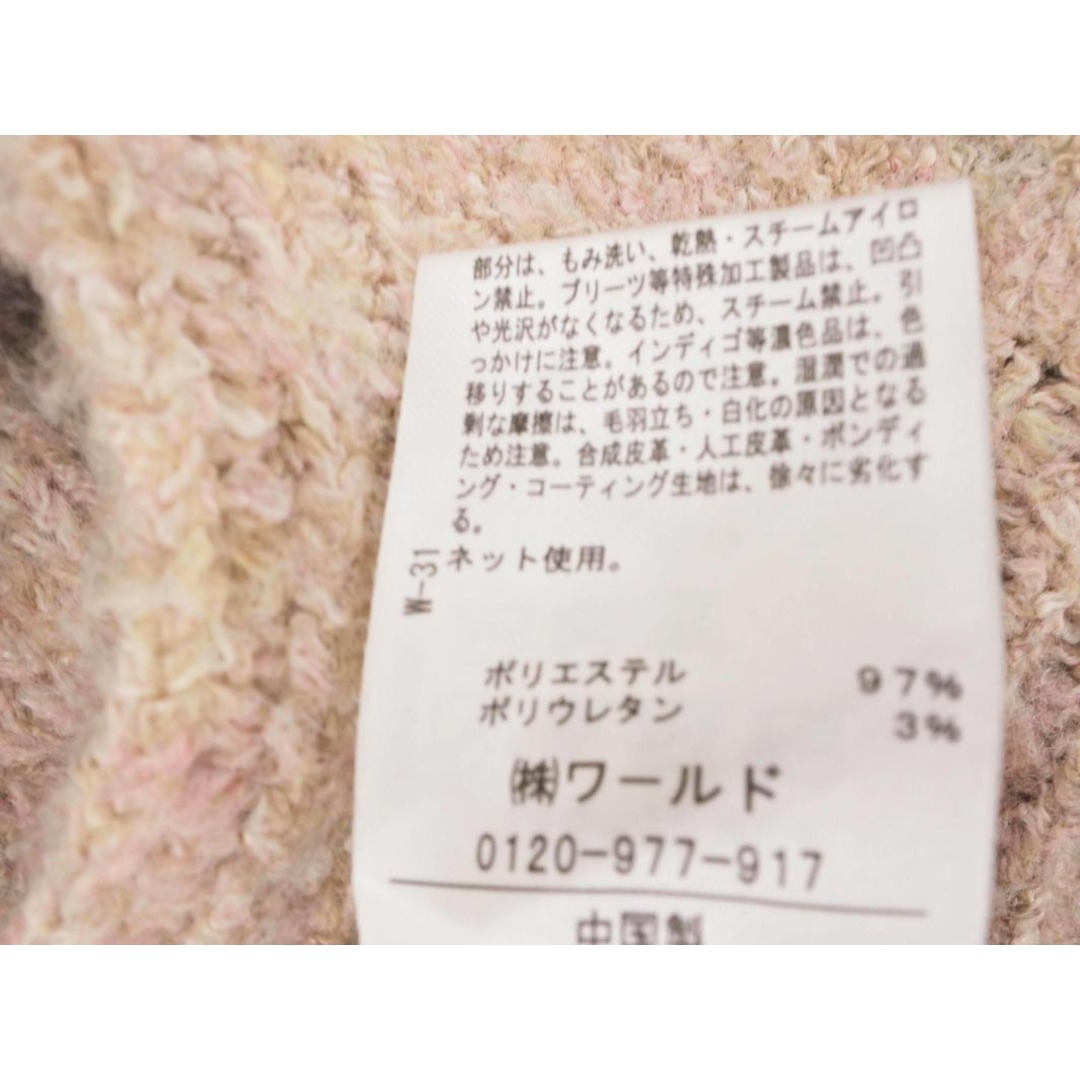 部分は、もみ洗い、乾熱・スチームアイロ
ン禁止。プリーツ等特殊加工製品は、凹凸
や光沢がなくなるため、スチーム禁止。引
っかけに注意。インディゴ等濃色品は、色
移りすることがあるので注意。湿潤での過
剰な摩擦は、毛羽立ち・白化の原因となる
ため注意。合成皮革・人工皮革・ボンディ
ング・コーティング生地は、徐々に劣化す
る。
ネット使用。
W-31
ポリエステル 97%
ポリウレタン 3%
㈱ワールド
0120-977-917
中国製